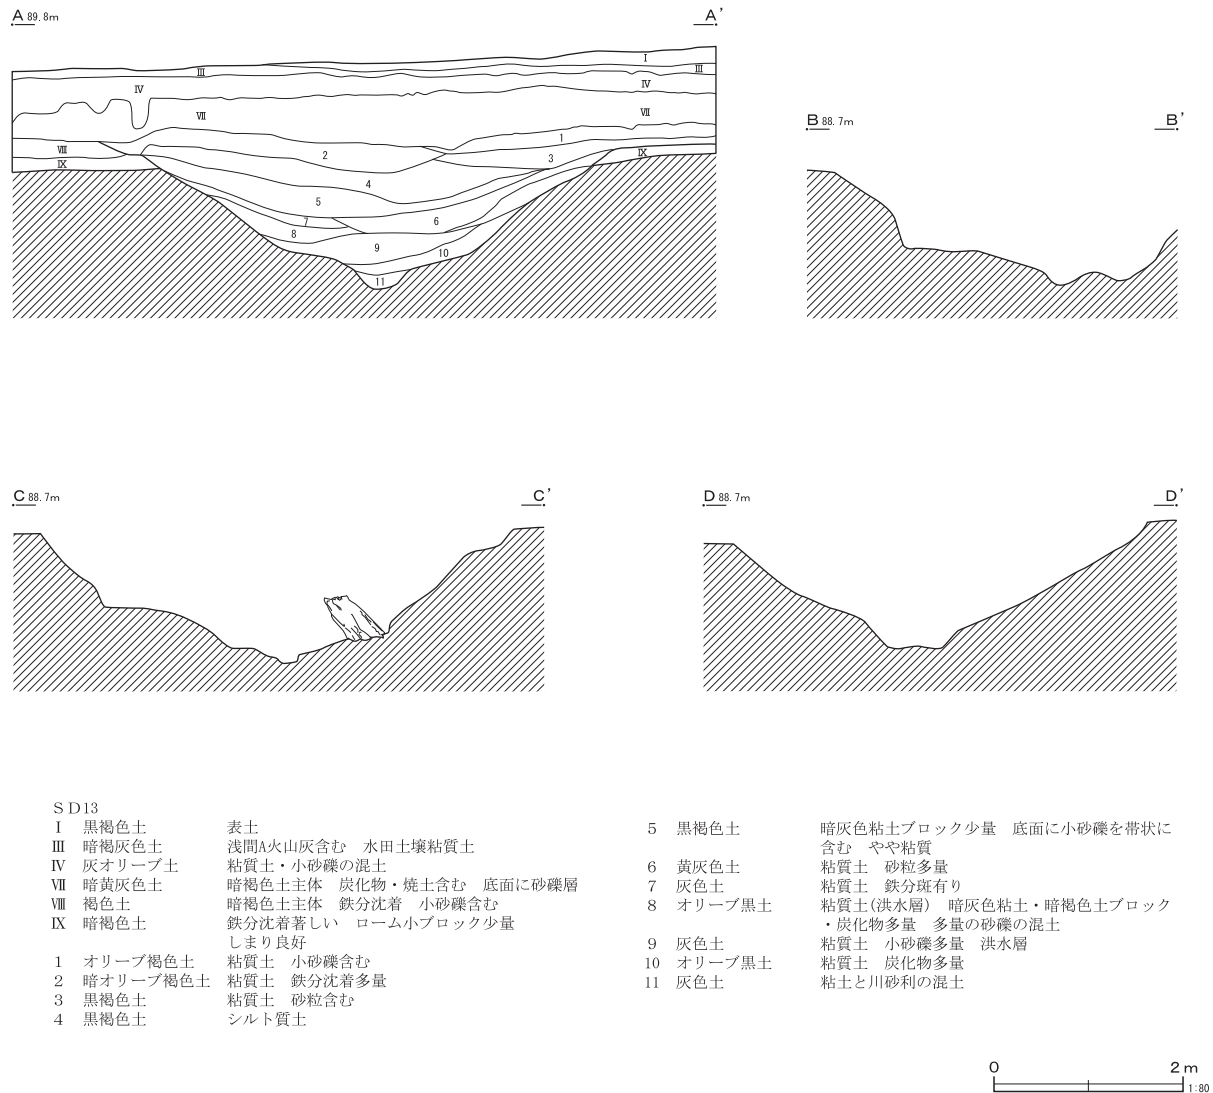 A 89.8m
A'
Ⅰ
Ⅲ
Ⅲ
Ⅳ
Ⅳ
Ⅶ
Ⅶ
1
2
3
Ⅷ
Ⅸ
Ⅸ
4
5
6
7
8
9
10
11
B 88.7m
B'
C 88.7m
C'
D 88.7m
D'
SD13
Ⅰ 黒褐色土 表土
Ⅲ 暗褐灰色土 浅間A火山灰含む 水田土壌粘質土
Ⅳ 灰オリーブ土 粘質土・小砂礫の混土
Ⅶ 暗黄灰色土 暗褐色土主体 炭化物・焼土含む 底面に砂礫層
Ⅷ 褐色土 暗褐色土主体 鉄分沈着 小砂礫含む
Ⅸ 暗褐色土 鉄分沈着著しい ローム小ブロック少量
しまり良好
1 オリーブ褐色土 粘質土 小砂礫含む
2 暗オリーブ褐色土 粘質土 鉄分沈着多量
3 黒褐色土 粘質土 砂粒含む
4 黒褐色土 シルト質土
5 黒褐色土 暗灰色粘土ブロック少量 底面に小砂礫を帯状に
含む やや粘質
6 黄灰色土 粘質土 砂粒多量
7 灰色土 粘質土 鉄分斑有り
8 オリーブ黒土 粘質土(洪水層) 暗灰色粘土・暗褐色土ブロック
・炭化物多量 多量の砂礫の混土
9 灰色土 粘質土 小砂礫多量 洪水層
10 オリーブ黒土 粘質土 炭化物多量
11 灰色土 粘土と川砂利の混土
0 2m
1:80